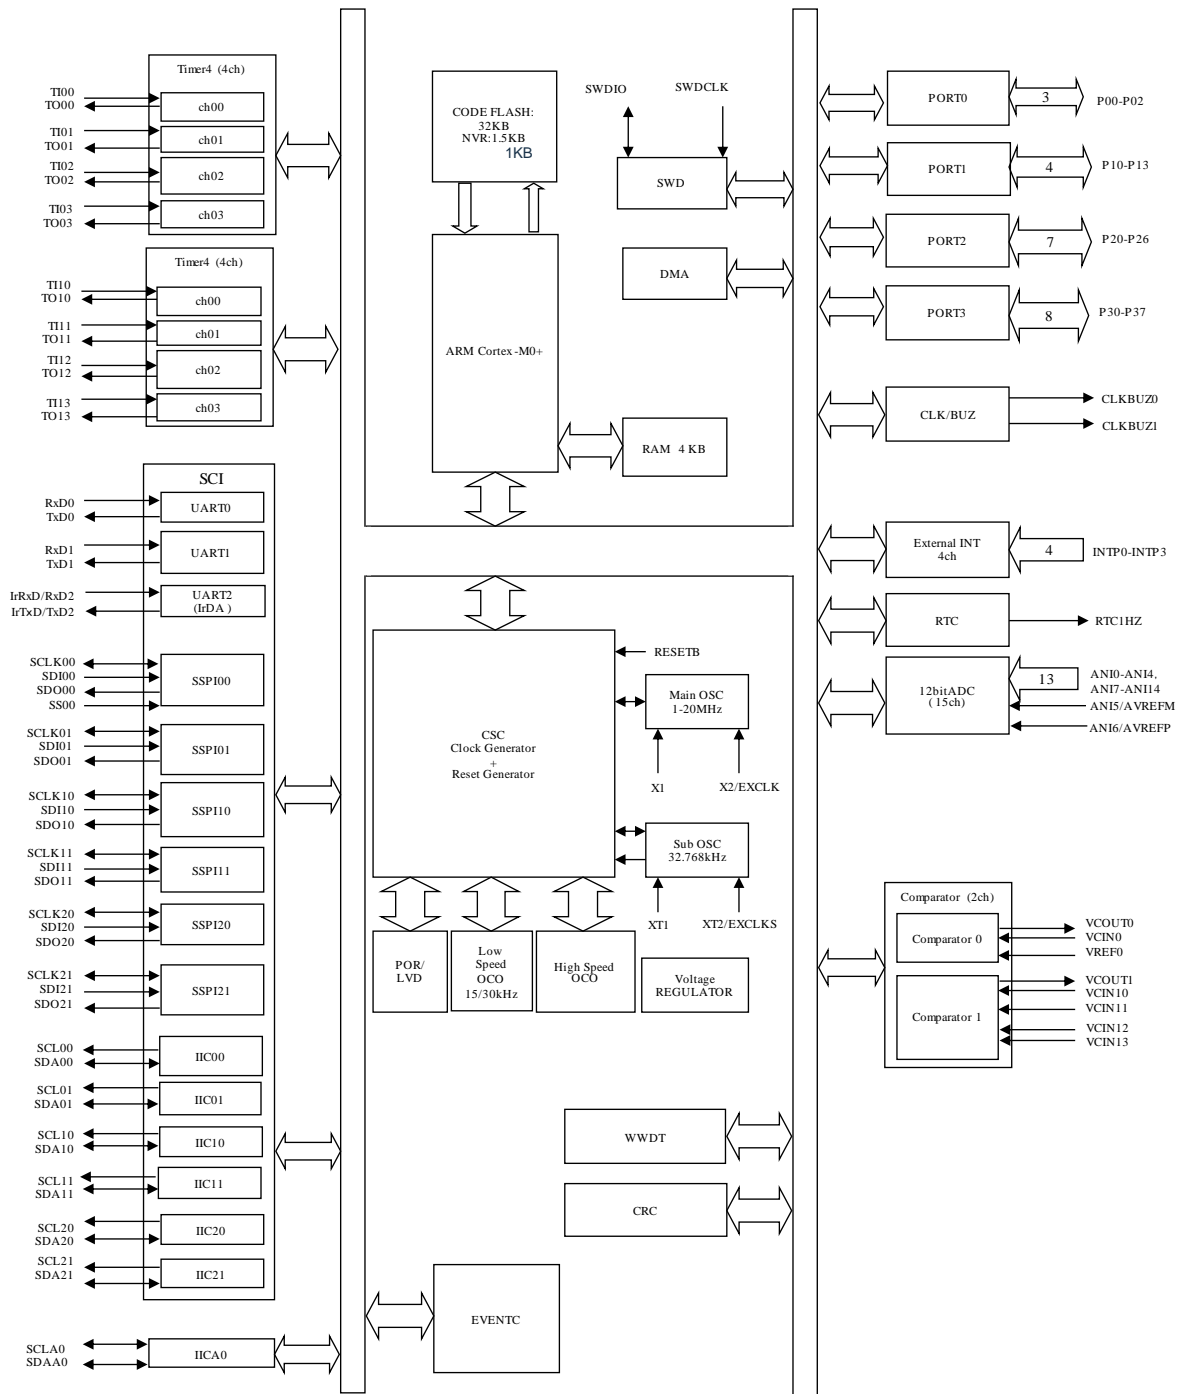 Timer4 (4ch)
TI00
TO00
ch00
TI01
TO01
ch01
TI02
TO02
ch02
TI03
TO03
ch03
Timer4 (4ch)
TI10
TO10
ch00
TI11
TO11
ch01
TI12
TO12
ch02
TI13
TO13
ch03
SCI
RxD0
TxD0
UART0
RxD1
TxD1
UART1
IrRxD/RxD2
IrTxD/TxD2
UART2
(IrDA)
SCLK00
SDI00
SDO00
SS00
SSPI00
SCLK01
SDI01
SDO01
SSPI01
SCLK10
SDI10
SDO10
SSPI10
SCLK11
SDI11
SDO11
SSPI11
SCLK20
SDI20
SDO20
SSPI20
SCLK21
SDI21
SDO21
SSPI21
SCL00
SDA00
IIC00
SCL01
SDA01
IIC01
SCL10
SDA10
IIC10
SCL11
SDA11
IIC11
SCL20
SDA20
IIC20
SCL21
SDA21
IIC21
SCLA0
SDAA0
IICA0
CODE FLASH:
32KB
NVR:1.5KB
1KB
SWDIO
SWDCLK
SWD
DMA
ARM Cortex-M0+
RAM 4 KB
CSC
Clock Generator
+
Reset Generator
RESETB
Main OSC
1-20MHz
X1
X2/EXCLK
Sub OSC
32.768kHz
XT1
XT2/EXCLKS
POR/
LVD
Low
Speed
OCO
15/30kHz
High Speed
OCO
Voltage
REGULATOR
WWDT
CRC
EVENTC
PORT0
3
P00-P02
PORT1
4
P10-P13
PORT2
7
P20-P26
PORT3
8
P30-P37
CLK/BUZ
CLKBUZ0
CLKBUZ1
External INT
4ch
4
INTP0-INTP3
RTC
RTC1HZ
12bitADC
(15ch)
13
ANI0-ANI4,
ANI7-ANI14
ANI5/AVREFM
ANI6/AVREFP
Comparator (2ch)
Comparator 0
VCOUT0
VCIN0
VREF0
Comparator 1
VCOUT1
VCIN10
VCIN11
VCIN12
VCIN13